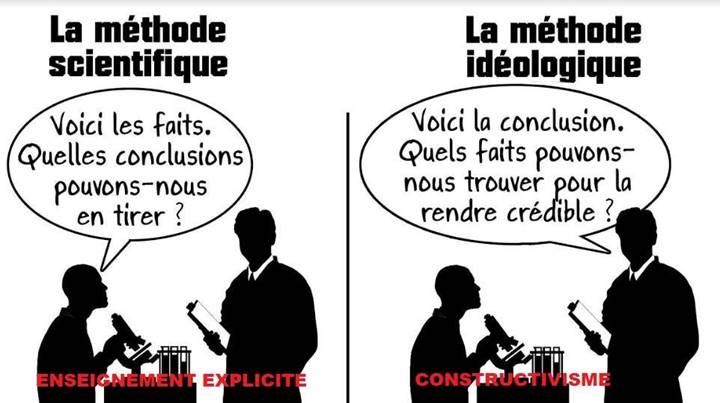 La méthode
scientifique
Voici les faits.
Quelles conclusions
pouvons-nous
en tirer ?
ENSEIGNEMENT EXPLICITE
La méthode
idéologique
Voici la conclusion.
Quels faits pouvons-
nous trouver pour la
rendre crédible ?
CONSTRUCTIVISME